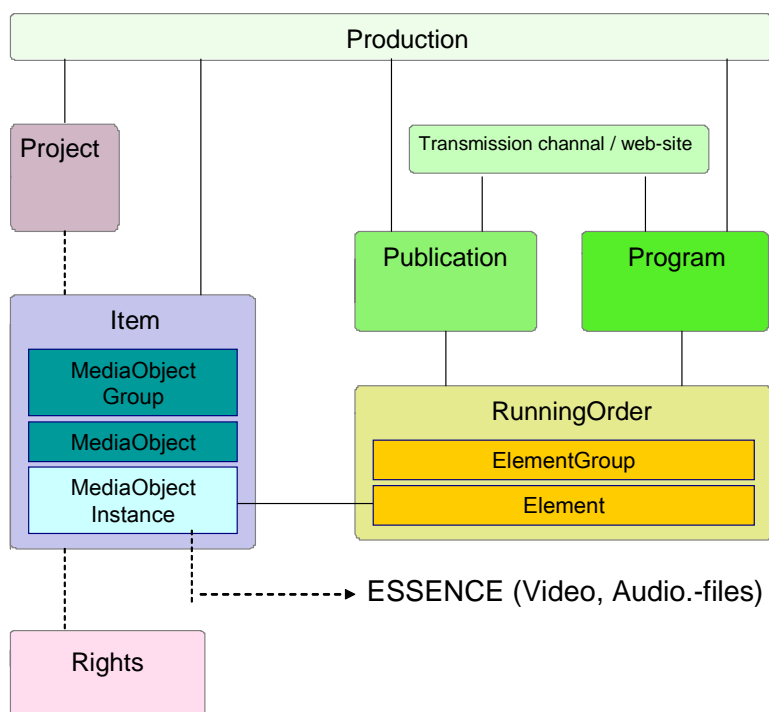 Production
Project
Transmission channal / web-site
Publication
Program
Item
MediaObject
Group
MediaObject
MediaObject
Instance
RunningOrder
ElementGroup
Element
ESSENCE (Video, Audio.-files)
Rights